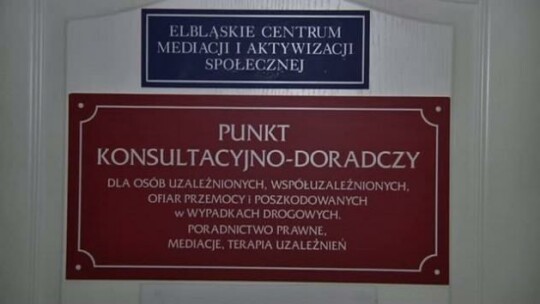 ELBLĄSKIE CENTRUM
MEDIACJI I AKTYWIZACJI
SPOŁECZNEJ
PUNKT
KONSULTACYJNO-DORADCZY
DLA OSÓB UZALEŻNIONYCH, WSPÓŁUZALEŻNIONYCH,
OFIAR PRZEMOCY i POSZKODOWANYCH
w WYPADKACH DROGOWYCH.
PORADNICTWO PRAWNE,
MEDIACJE, TERAPIA UZALEŻNIEŃ